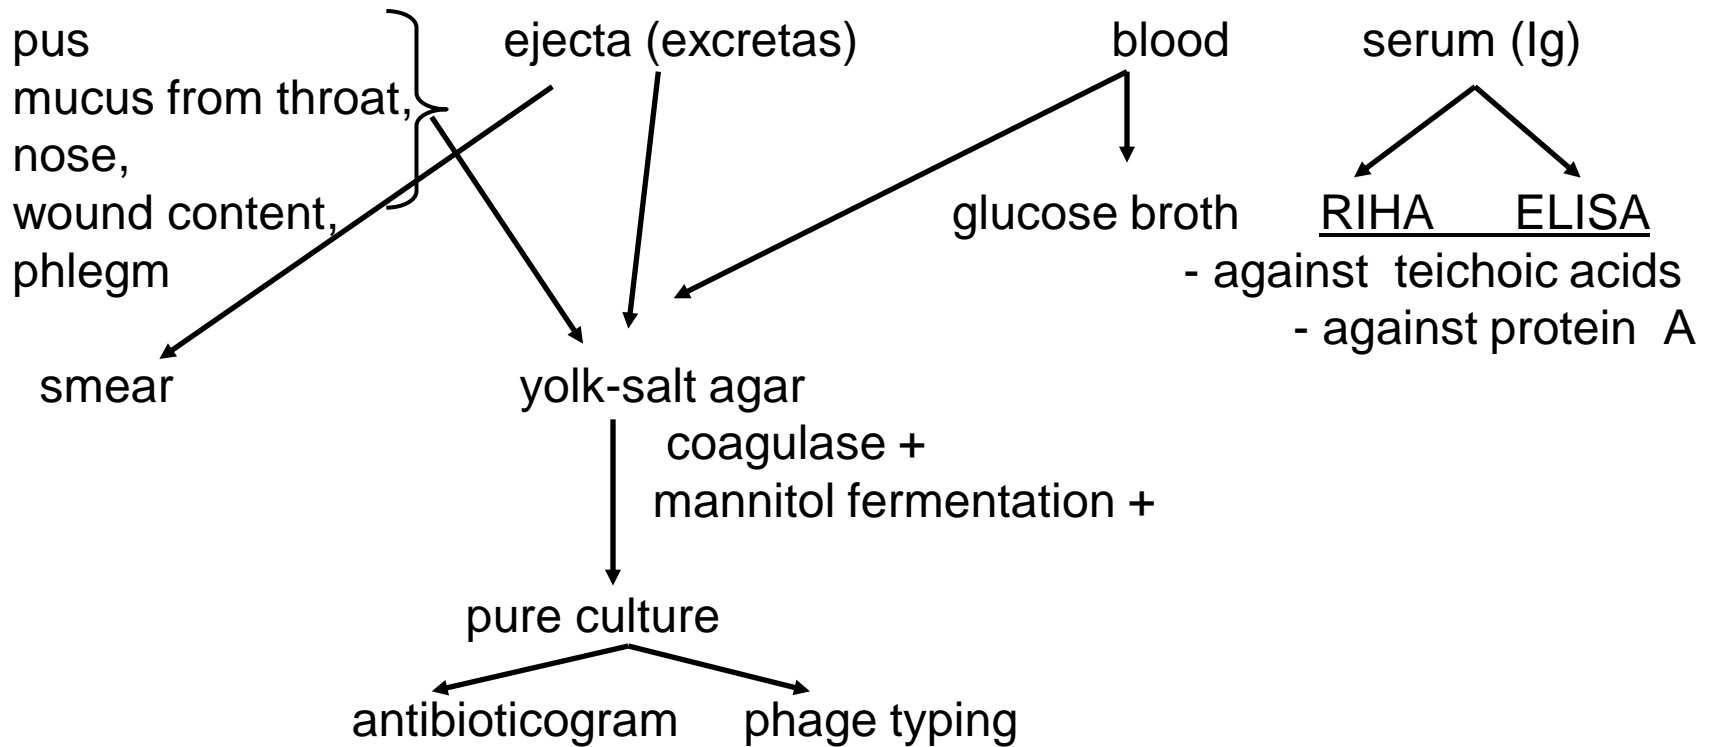 pus
mucus from throat,
nose,
wound content,
phlegm
ejecta (excretas)
blood
serum (Ig)
glucose broth
RIHA ELISA
- against teichoic acids
- against protein A
smear
yolk-salt agar
coagulase +
mannitol fermentation +
pure culture
antibioticogram
phage typing